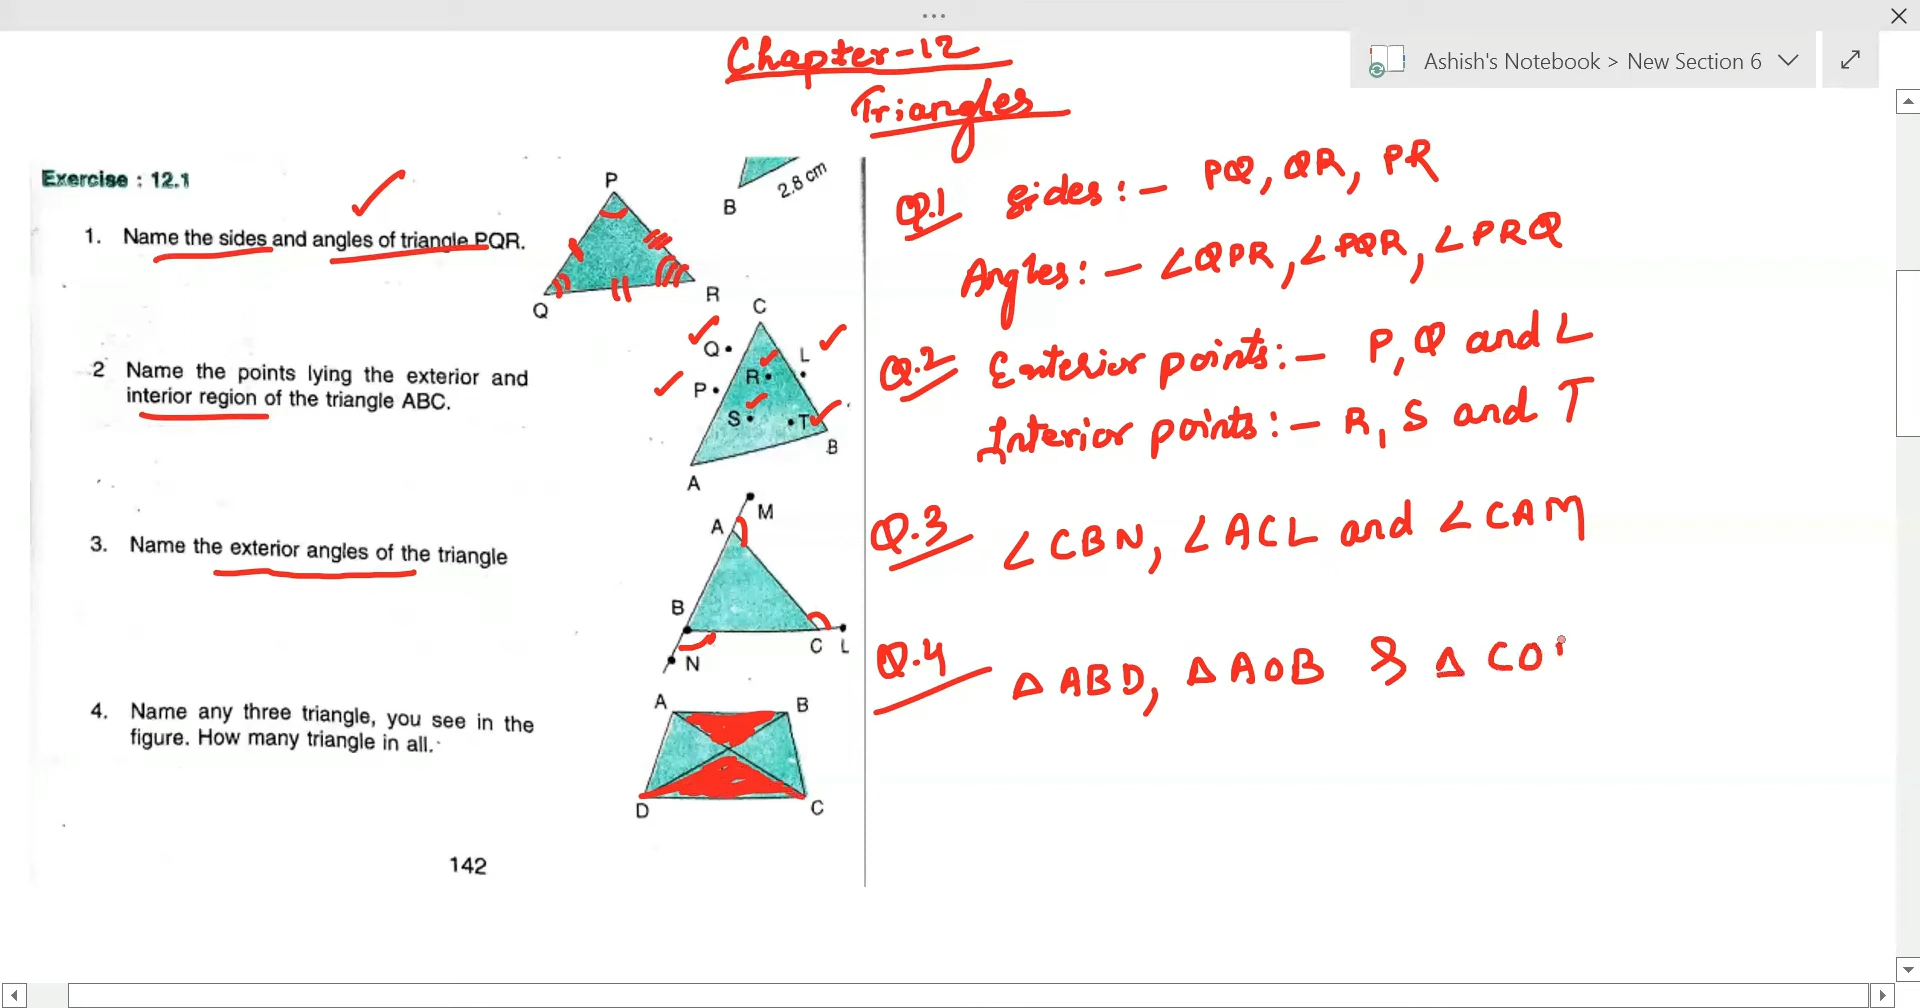 Ashish's Notebook > New Section 6
Chapter-12
Triangles
Exercise : 12.1
1. Name the sides and angles of triangle PQR.
P
Q
R
B
2.8 cm
2 Name the points lying the exterior and
interior region of the triangle ABC.
C
Q
L
P
R
S
T
B
A
3. Name the exterior angles of the triangle
M
A
B
C L
N
4. Name any three triangle, you see in the
figure. How many triangle in all.
A
B
D
C
142
Q.1 Sides:- PQ, QR, PR
Angles:- ∠QPR, ∠PQR, ∠PRQ
Q.2 Exterior points:- P, Q and L
Interior points:- R, S and T
Q.3 ∠CBN, ∠ACL and ∠CAM
Q.4 Δ ABD, Δ AOB & Δ CO